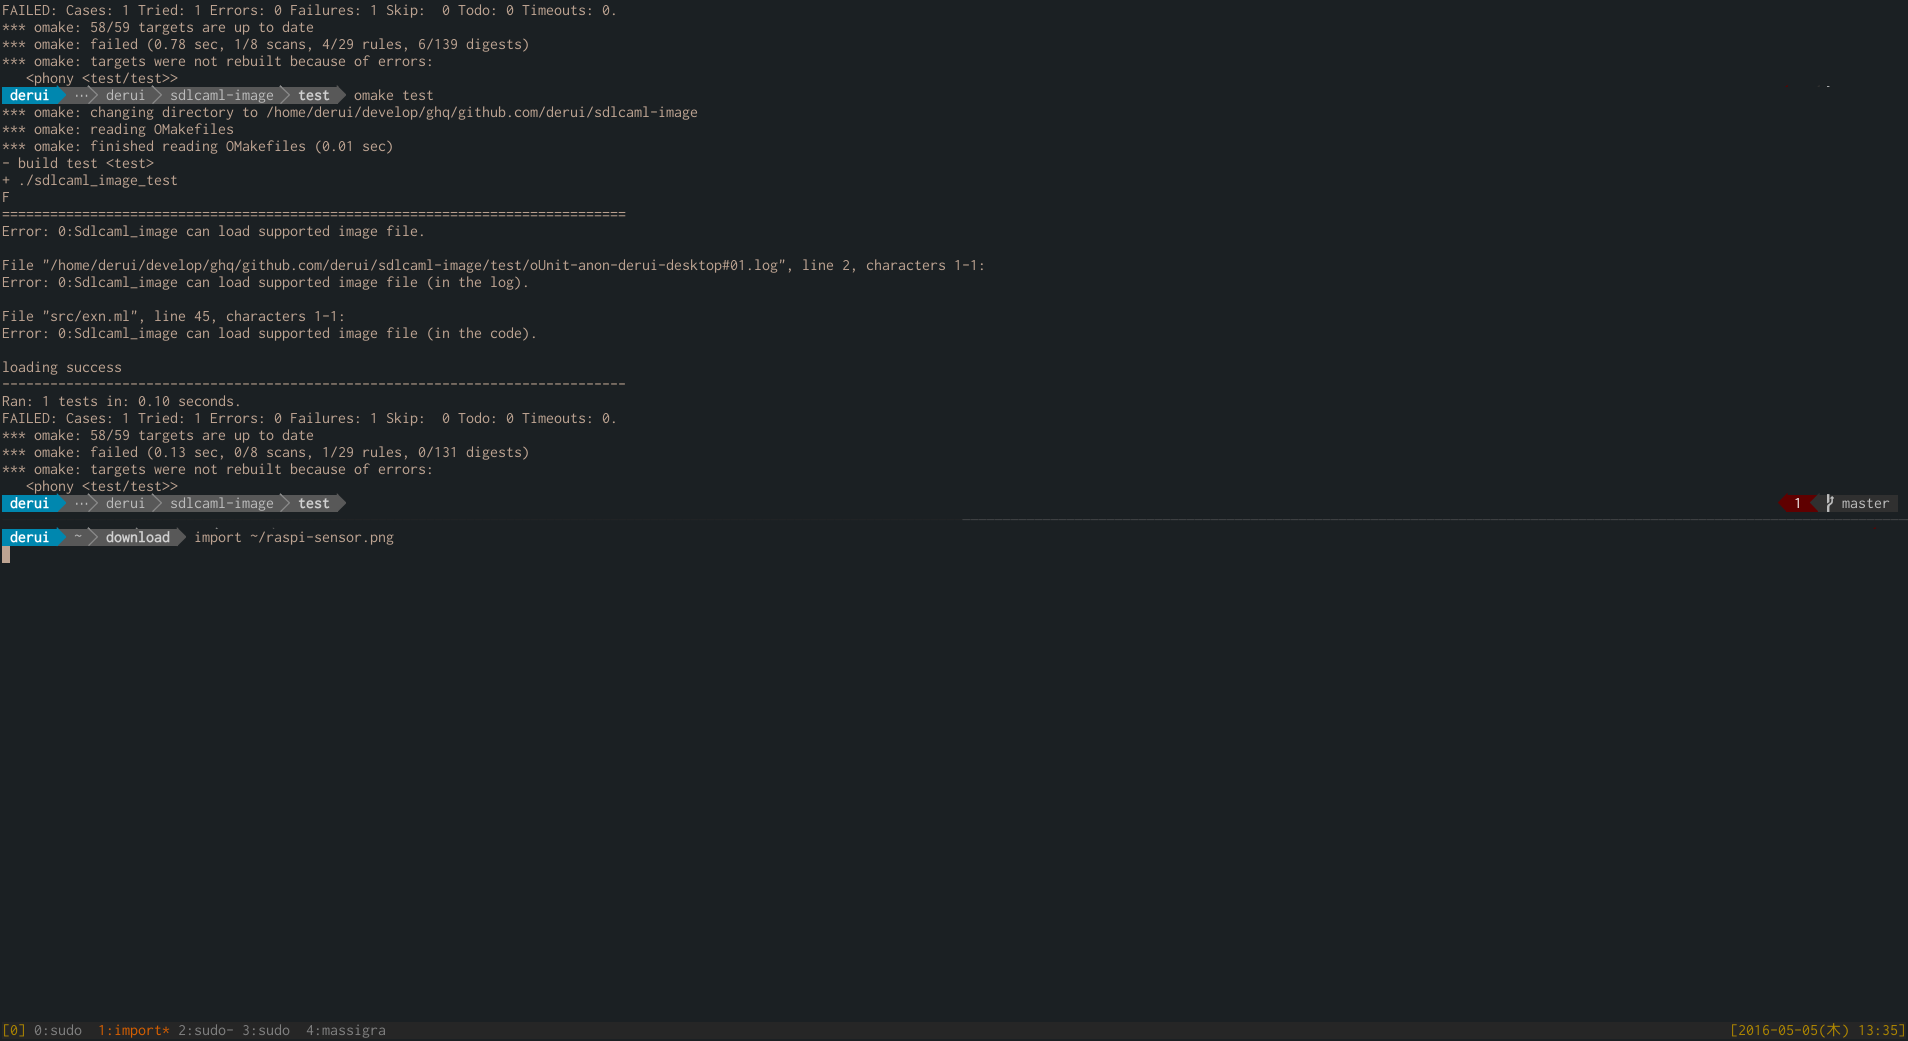 FAILED: Cases: 1 Tried: 1 Errors: 0 Failures: 1 Skip:  0 Todo: 0 Timeouts: 0.
*** omake: 58/59 targets are up to date
*** omake: failed (0.78 sec, 1/8 scans, 4/29 rules, 6/139 digests)
*** omake: targets were not rebuilt because of errors:
   <phony <test/test>>
derui ⋯ derui sdlcaml-image test omake test
*** omake: changing directory to /home/derui/develop/ghq/github.com/derui/sdlcaml-image
*** omake: reading OMakefiles
*** omake: finished reading OMakefiles (0.01 sec)
- build test <test>
+ ./sdlcaml_image_test
F
==============================================================================
Error: 0:Sdlcaml_image can load supported image file.

File "/home/derui/develop/ghq/github.com/derui/sdlcaml-image/test/oUnit-anon-derui-desktop#01.log", line 2, characters 1-1:
Error: 0:Sdlcaml_image can load supported image file (in the log).

File "src/exn.ml", line 45, characters 1-1:
Error: 0:Sdlcaml_image can load supported image file (in the code).

loading success
------------------------------------------------------------------------------
Ran: 1 tests in: 0.10 seconds.
FAILED: Cases: 1 Tried: 1 Errors: 0 Failures: 1 Skip:  0 Todo: 0 Timeouts: 0.
*** omake: 58/59 targets are up to date
*** omake: failed (0.13 sec, 0/8 scans, 1/29 rules, 0/131 digests)
*** omake: targets were not rebuilt because of errors:
   <phony <test/test>>
derui ⋯ derui sdlcaml-image test 1 master
derui ~ download import ~/raspi-sensor.png
[0] 0:sudo  1:import* 2:sudo- 3:sudo  4:massigra [2016-05-05(木) 13:35]